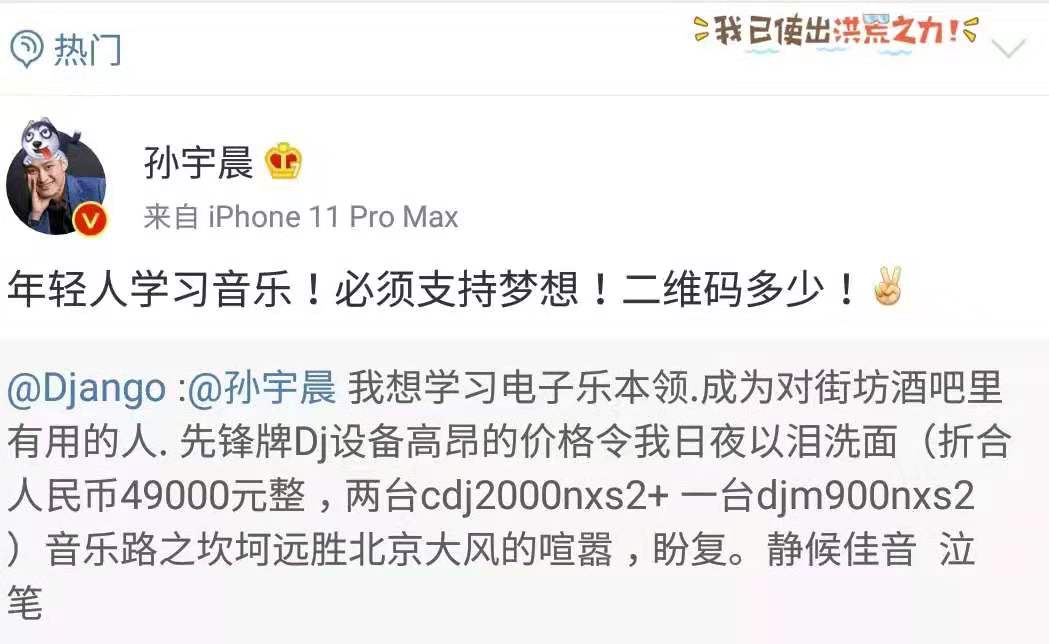 热门
我已使出洪荒之力!
孙宇晨
来自 iPhone 11 Pro Max
年轻人学习音乐！必须支持梦想！二维码多少！✌
@Django :@孙宇晨 我想学习电子乐本领.成为对街坊酒吧里
有用的人. 先锋牌Dj设备高昂的价格令我日夜以泪洗面（折合
人民币49000元整，两台cdj2000nxs2+ 一台djm900nxs2
）音乐路之坎坷远胜北京大风的喧嚣，盼复。静候佳音 泣
笔